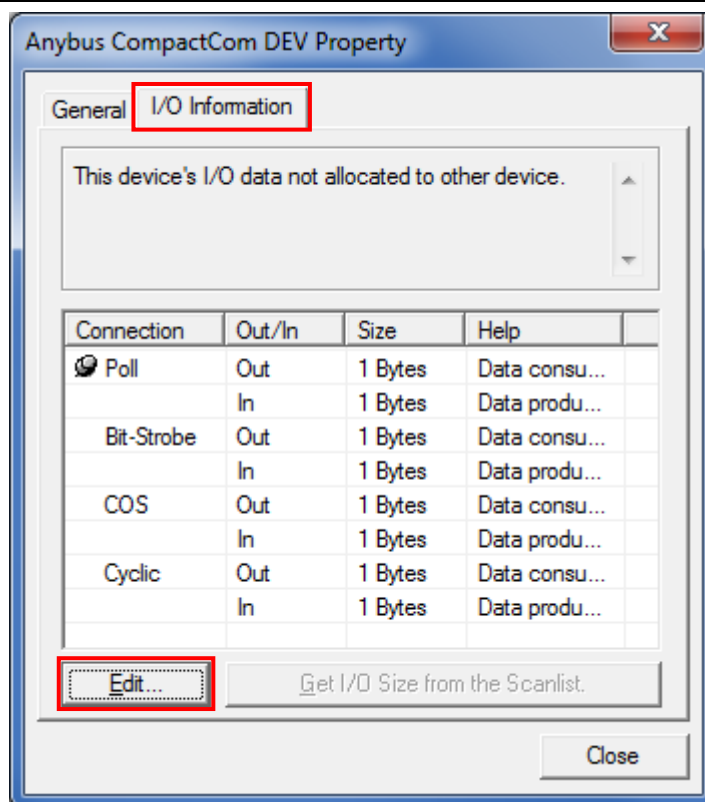 Anybus CompactCom DEV Property
General I/O Information
This device's I/O data not allocated to other device.
Connection Out/In Size Help
Poll Out 1 Bytes Data consu...
In 1 Bytes Data produ...
Bit-Strobe Out 1 Bytes Data consu...
In 1 Bytes Data produ...
COS Out 1 Bytes Data consu...
In 1 Bytes Data produ...
Cyclic Out 1 Bytes Data consu...
In 1 Bytes Data produ...
Edit... Get I/O Size from the Scanlist.
Close